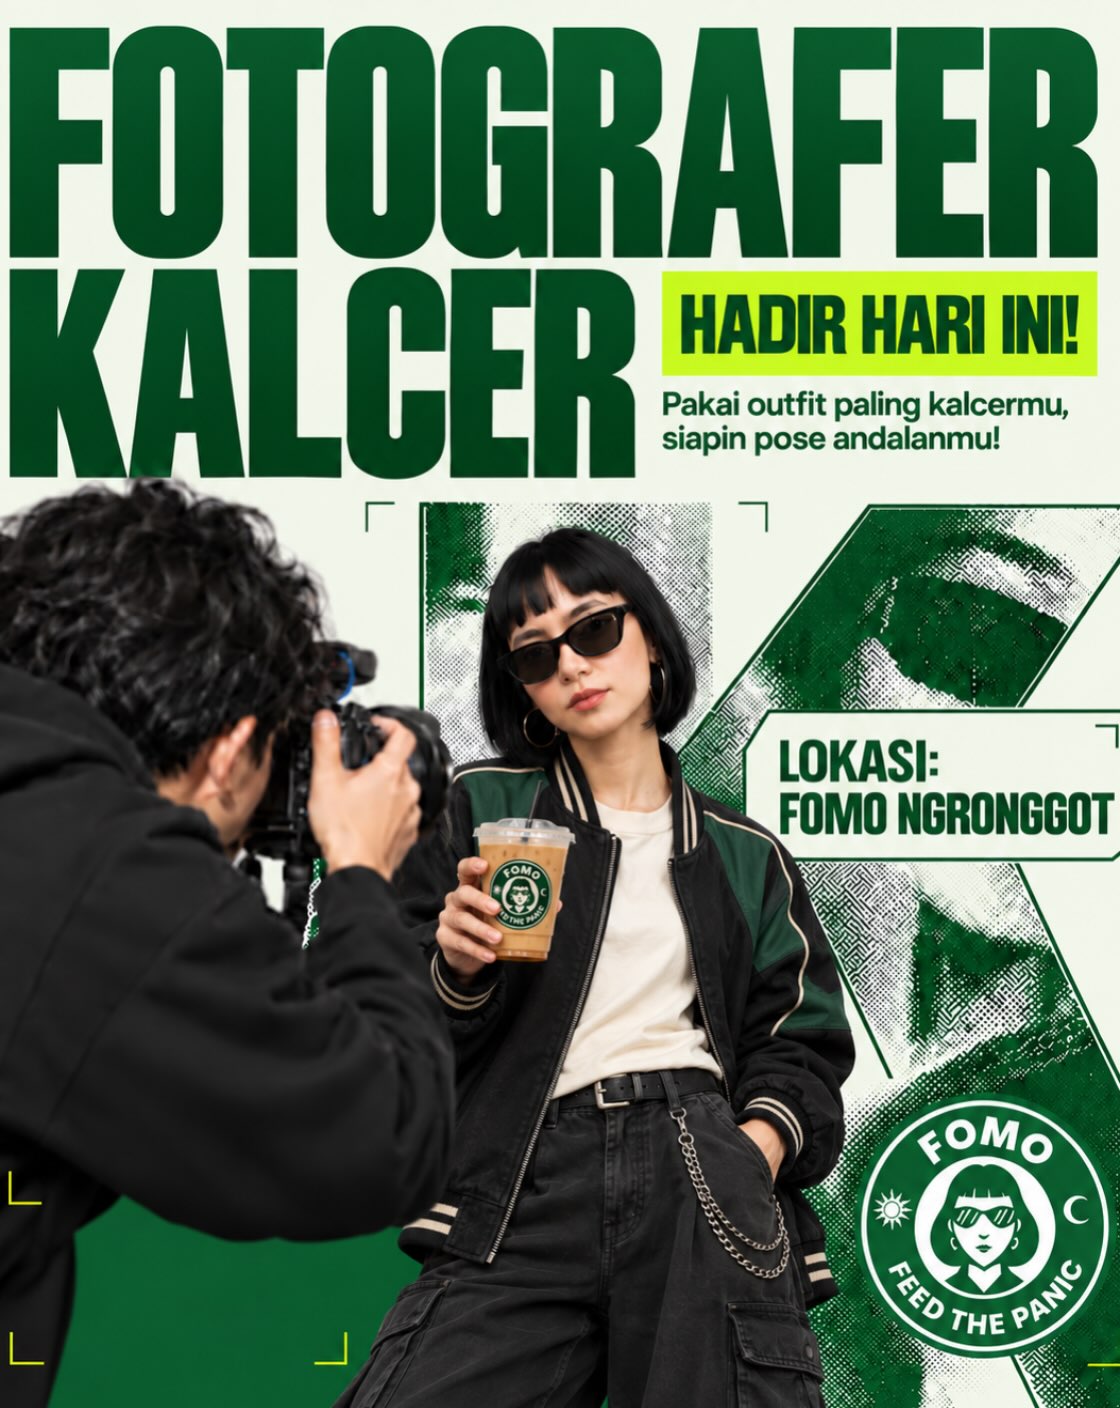 FOTOGRAFER
KALCER
HADIR HARI INI!
Pakai outfit paling kalcermu,
siapin pose andalanmu!
LOKASI:
FOMO NGRONGGOT
FOMO
FEED THE PANIC
FOMO
FEED THE PANIC